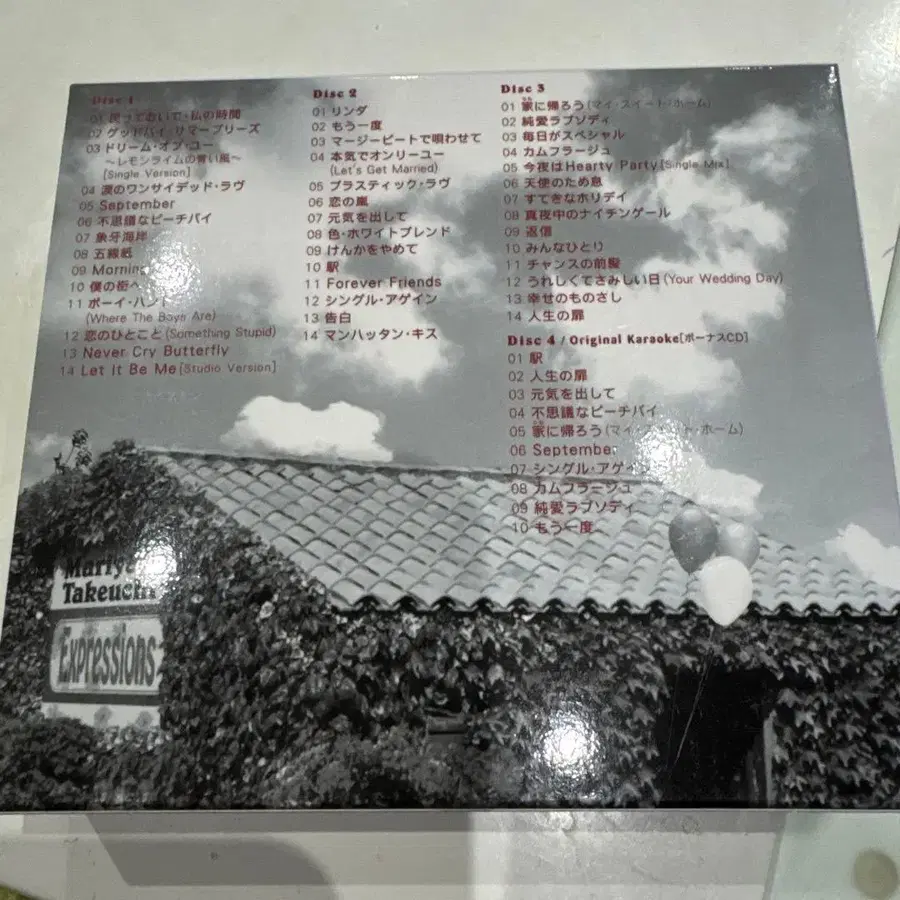 Disc 1
01 戻っておいで・私の時間
02 グッドバイ・サマーブリーズ
03 ドリーム・オブ・ユー
～レモンライムの青い風～
[Single Version]
04 涙のワンサイデッド・ラヴ
05 September
06 不思議なピーチパイ
07 象牙海岸
08 五線紙
09 Morning
10 僕の街へ
11 ボーイ・ハント
(Where The Boys Are)
12 恋のひとこと (Something Stupid)
13 Never Cry Butterfly
14 Let It Be Me [Studio Version]
Disc 2
01 リンダ
02 もう一度
03 マージービートで唄わせて
04 本気でオンリーユー
(Let's Get Married)
05 プラスティック・ラヴ
06 恋の嵐
07 元気を出して
08 色・ホワイトブレンド
09 けんかをやめて
10 駅
11 Forever Friends
12 シングル・アゲイン
13 告白
14 マンハッタン・キス
Disc 3
01 家に帰ろう (マイ・スイート・ホーム)
02 純愛ラプソディ
03 毎日がスペシャル
04 カムフラージュ
05 今夜はHearty Party [Single Mix]
06 天使のため息
07 すてきなホリデイ
08 真夜中のナイチンゲール
09 返信
10 みんなひとり
11 チャンスの前髪
12 うれしくてさみしい日 (Your Wedding Day)
13 幸せのものさし
14 人生の扉
Disc 4 / Original Karaoke [ボーナスCD]
01 駅
02 人生の扉
03 元気を出して
04 不思議なピーチパイ
05 家に帰ろう (マイ・スイート・ホーム)
06 September
07 シングル・アゲイ
08 カムフラージュ
09 純愛ラプソディ
10 もう一度
Mariya
Takeuchi
Expressions